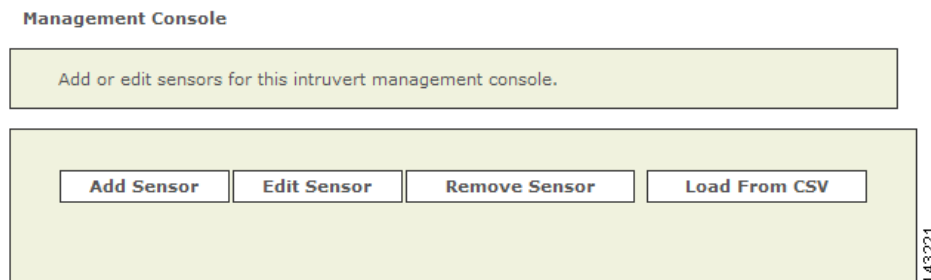 Management Console
Add or edit sensors for this intruvert management console.
Add Sensor Edit Sensor Remove Sensor Load From CSV
143221